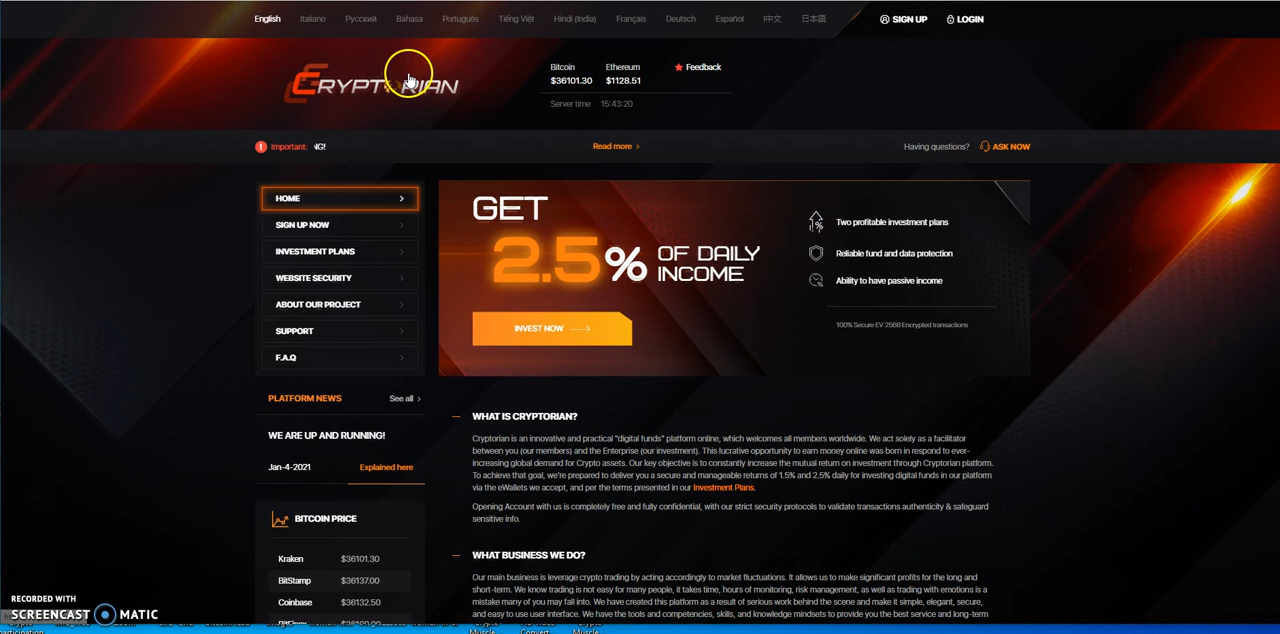 English Italiano Русский Bahasa Português Tiếng Việt Hindi (India) Français Deutsch Español 中文 日本語
SIGN UP LOGIN
CRYPTORIAN
Bitcoin Ethereum Feedback
$36101.30 $1128.51
Server time 15:43:20
Important: NG! Read more Having questions? ASK NOW
HOME
SIGN UP NOW
INVESTMENT PLANS
WEBSITE SECURITY
ABOUT OUR PROJECT
SUPPORT
F.A.Q
GET
2.5% OF DAILY
INCOME
INVEST NOW
Two profitable investment plans
Reliable fund and data protection
Ability to have passive income
100% Secure EV 256B Encrypted transactions
PLATFORM NEWS See all
WE ARE UP AND RUNNING!
Jan-4-2021 Explained here
BITCOIN PRICE
Kraken $36101.30
BitStamp $36137.00
Coinbase $36132.50
WHAT IS CRYPTORIAN?
Cryptorian is an innovative and practical "digital funds" platform online, which welcomes all members worldwide. We act solely as a facilitator
between you (our members) and the Enterprise (our investment). This lucrative opportunity to earn money online was born in respond to ever-
increasing global demand for Crypto assets. Our key objective is to constantly increase the mutual return on investment through Cryptorian platform.
To achieve that goal, we're prepared to deliver you a secure and manageable returns of 1.5% and 2.5% daily for investing digital funds in our platform
via the eWallets we accept, and per the terms presented in our Investment Plans.
Opening Account with us is completely free and fully confidential, with our strict security protocols to validate transactions authenticity & safeguard
sensitive info.
WHAT BUSINESS WE DO?
Our main business is leverage crypto trading by acting accordingly to market fluctuations. It allows us to make significant profits for the long and
short-term. We know trading is not easy for many people, it takes time, hours of monitoring, risk management, as well as trading with emotions is a
mistake many of you may fall into. We have created this platform as a result of serious work behind the scene and make it simple, elegant, secure,
and easy to use user interface. We have the tools and competencies, skills, and knowledge mindsets to provide you the best service and long-term
RECORDED WITH
SCREENCAST MATIC
participation
Muscle Convert Muscle